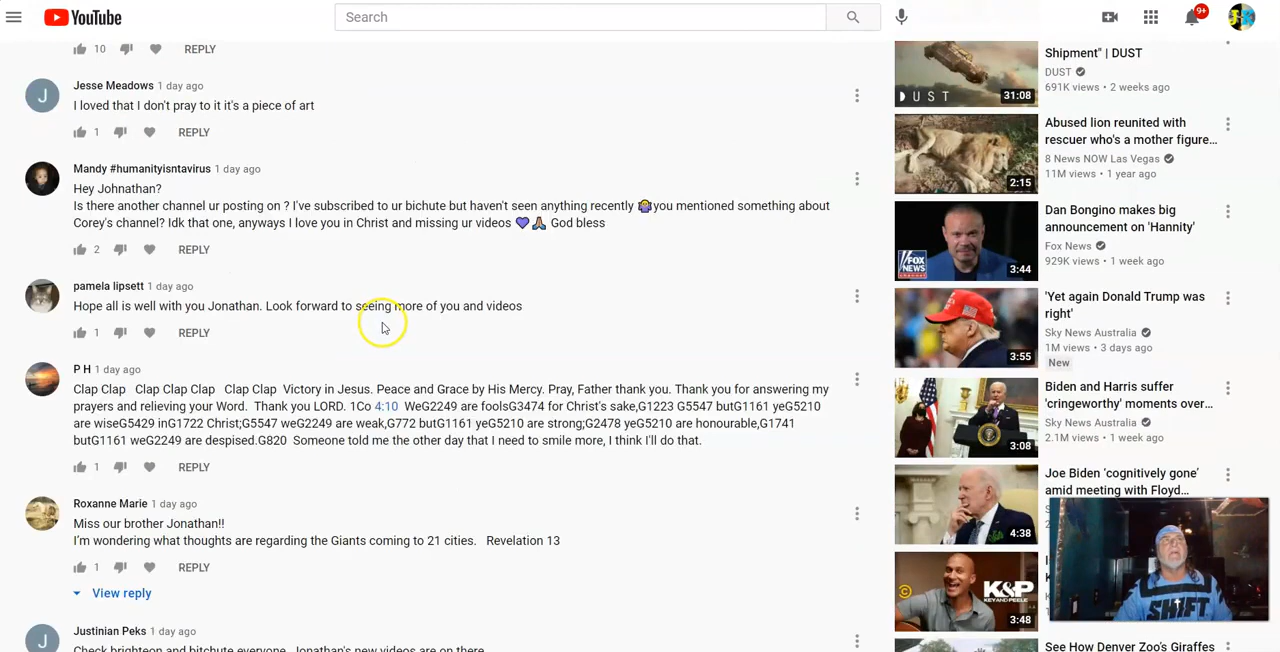 YouTube
Search
9+
10
REPLY
Jesse Meadows 1 day ago
I loved that I don't pray to it it's a piece of art
1 REPLY
Mandy #humanityisntavirus 1 day ago
Hey Johnathan?
Is there another channel ur posting on ? I've subscribed to ur bichute but haven't seen anything recently 🤷you mentioned something about
Corey's channel? Idk that one, anyways I love you in Christ and missing ur videos 💜🙏🏽 God bless
2 REPLY
pamela lipsett 1 day ago
Hope all is well with you Jonathan. Look forward to seeing more of you and videos
1 REPLY
P H 1 day ago
Clap Clap Clap Clap Clap Clap Clap Victory in Jesus. Peace and Grace by His Mercy. Pray, Father thank you. Thank you for answering my
prayers and relieving your Word. Thank you LORD. 1Co 4:10 WeG2249 are foolsG3474 for Christ's sake,G1223 G5547 butG1161 yeG5210
are wiseG5429 inG1722 Christ;G5547 weG2249 are weak,G772 butG1161 yeG5210 are strong;G2478 yeG5210 are honourable,G1741
butG1161 weG2249 are despised.G820 Someone told me the other day that I need to smile more, I think I'll do that.
1 REPLY
Roxanne Marie 1 day ago
Miss our brother Jonathan!!
I'm wondering what thoughts are regarding the Giants coming to 21 cities. Revelation 13
1 REPLY
View reply
Justinian Peks 1 day ago
Check brighteon and bitchute everyone. Jonathan's new videos are on there
DUST
31:08
Shipment" | DUST
DUST
691K views • 2 weeks ago
2:15
Abused lion reunited with
rescuer who's a mother figure...
8 News NOW Las Vegas
11M views • 1 year ago
FOX
NEWS
3:44
Dan Bongino makes big
announcement on 'Hannity'
Fox News
929K views • 1 week ago
3:55
'Yet again Donald Trump was
right'
Sky News Australia
1M views • 3 days ago
New
3:08
Biden and Harris suffer
'cringeworthy' moments over...
Sky News Australia
2.1M views • 1 week ago
4:38
Joe Biden 'cognitively gone'
amid meeting with Floyd...
K&P
KEY AND PEELE
3:48
SHIFT
See How Denver Zoo's Giraffes